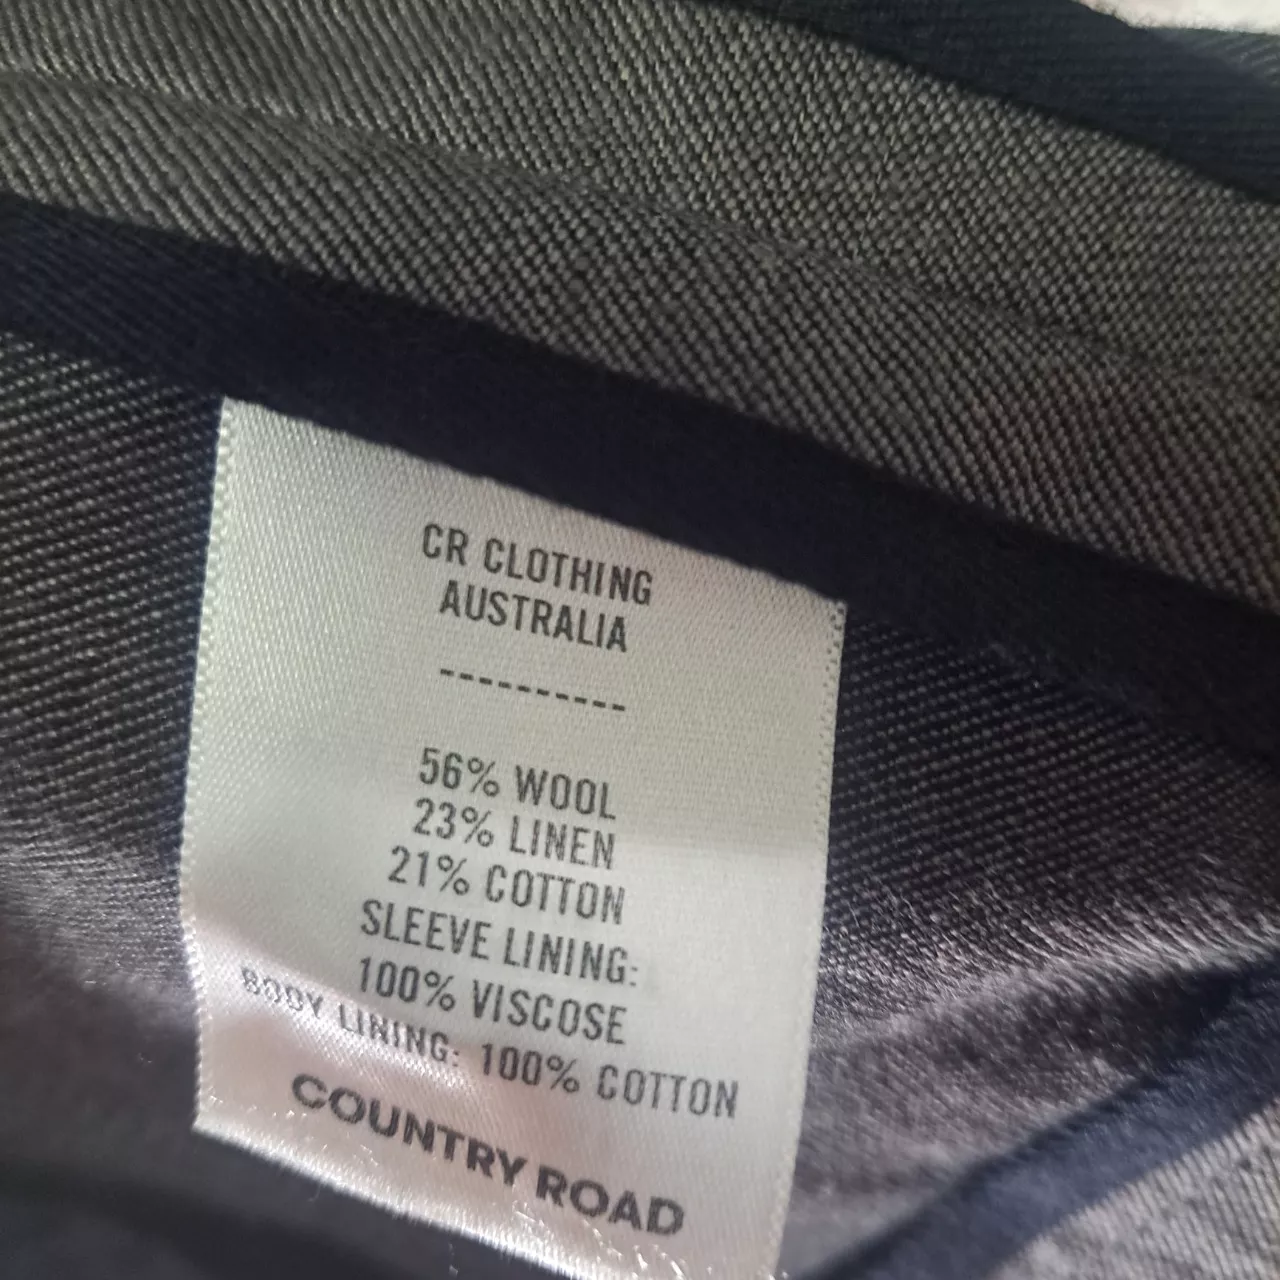 CR CLOTHING
AUSTRALIA
----------
56% WOOL
23% LINEN
21% COTTON
SLEEVE LINING:
100% VISCOSE
BODY LINING: 100% COTTON
COUNTRY ROAD